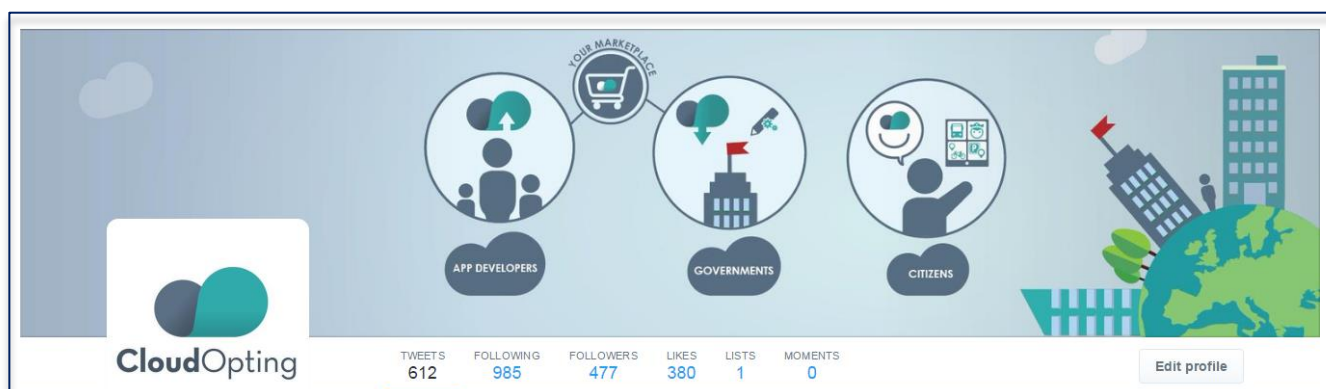 YOUR MARKETPLACE
APP DEVELOPERS
GOVERNMENTS
CITIZENS
CloudOpting
TWEETS FOLLOWING FOLLOWERS LIKES LISTS MOMENTS
612 985 477 380 1 0
Edit profile